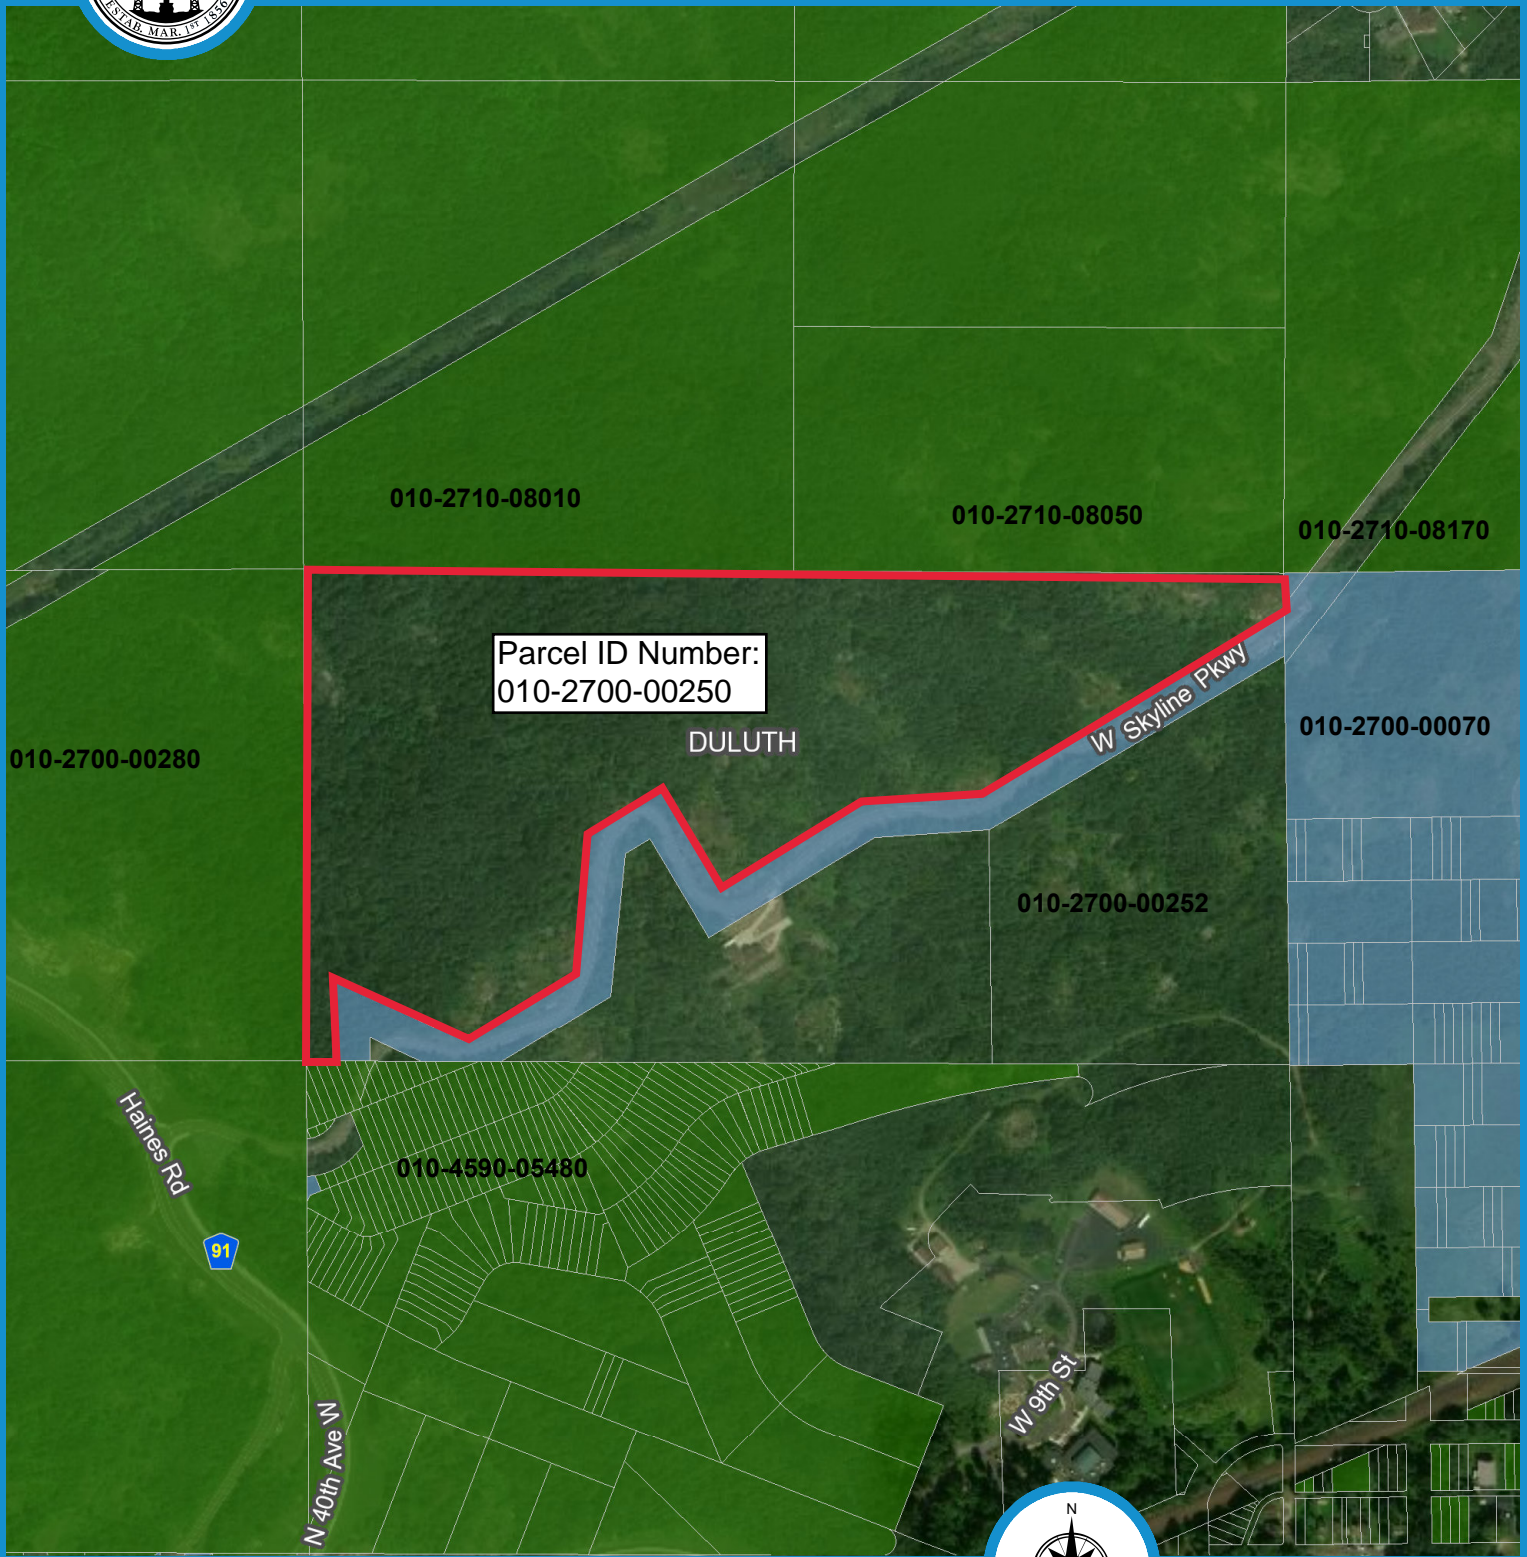 ESTAB. MAR. 1ST 1856
010-2710-08010
010-2710-08050
010-2710-08170
Parcel ID Number:
010-2700-00250
DULUTH
W Skyline Pkwy
010-2700-00070
010-2700-00280
010-2700-00252
Haines Rd
010-4590-05480
91
W 9th St
N 40th Ave W
N